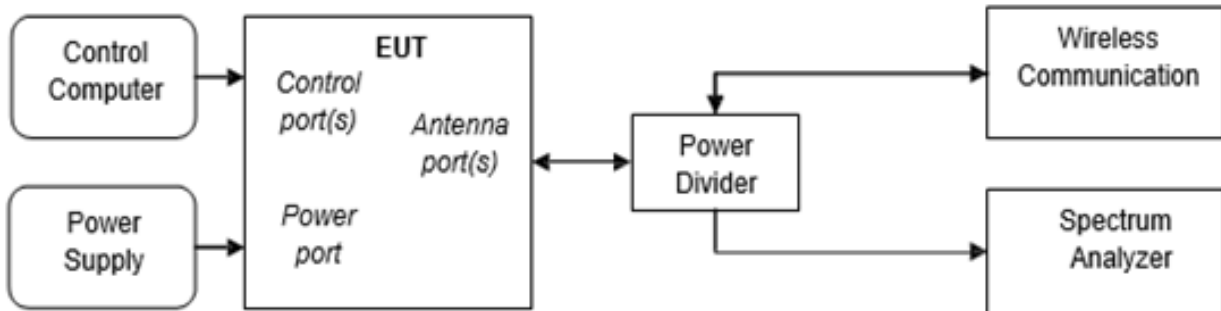 Control
Computer
EUT
Control
port(s)
Antenna
port(s)
Power
port
Power
Supply
Power
Divider
Wireless
Communication
Spectrum
Analyzer